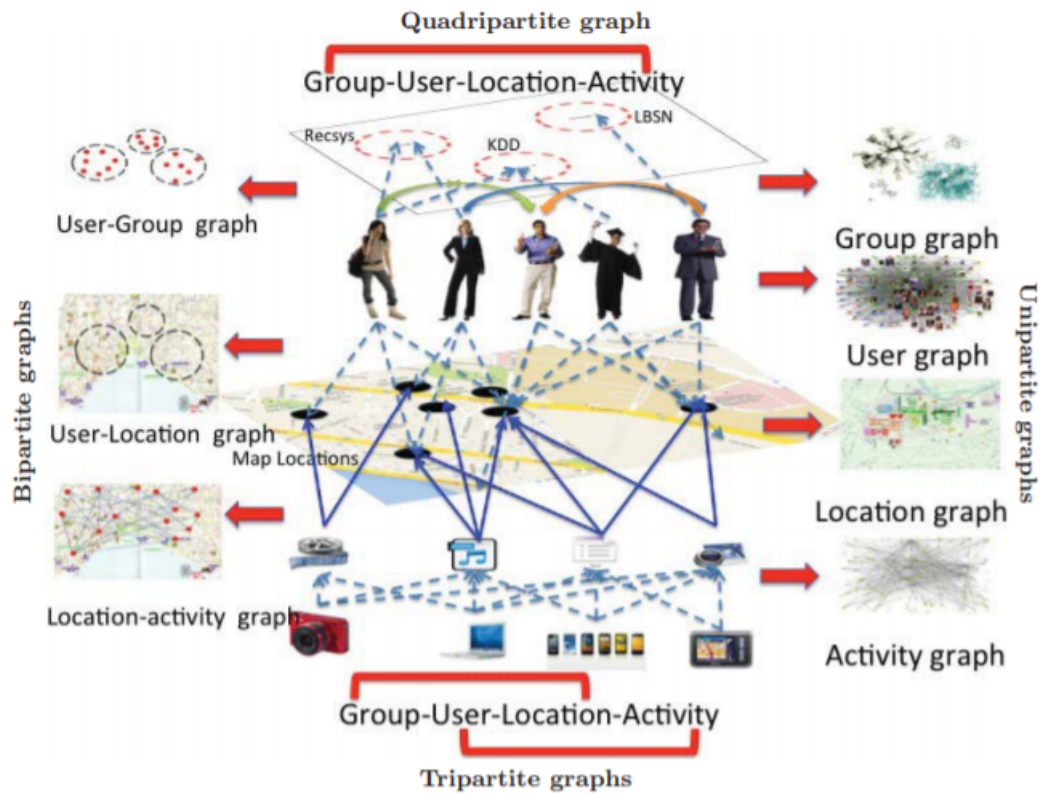 Quadripartite graph
Group-User-Location-Activity
Recsys
KDD
LBSN
User-Group graph
Group graph
User graph
User-Location graph
Map Locations
Location graph
Location-activity graph
Activity graph
Bipartite graphs
Unipartite graphs
Group-User-Location-Activity
Tripartite graphs